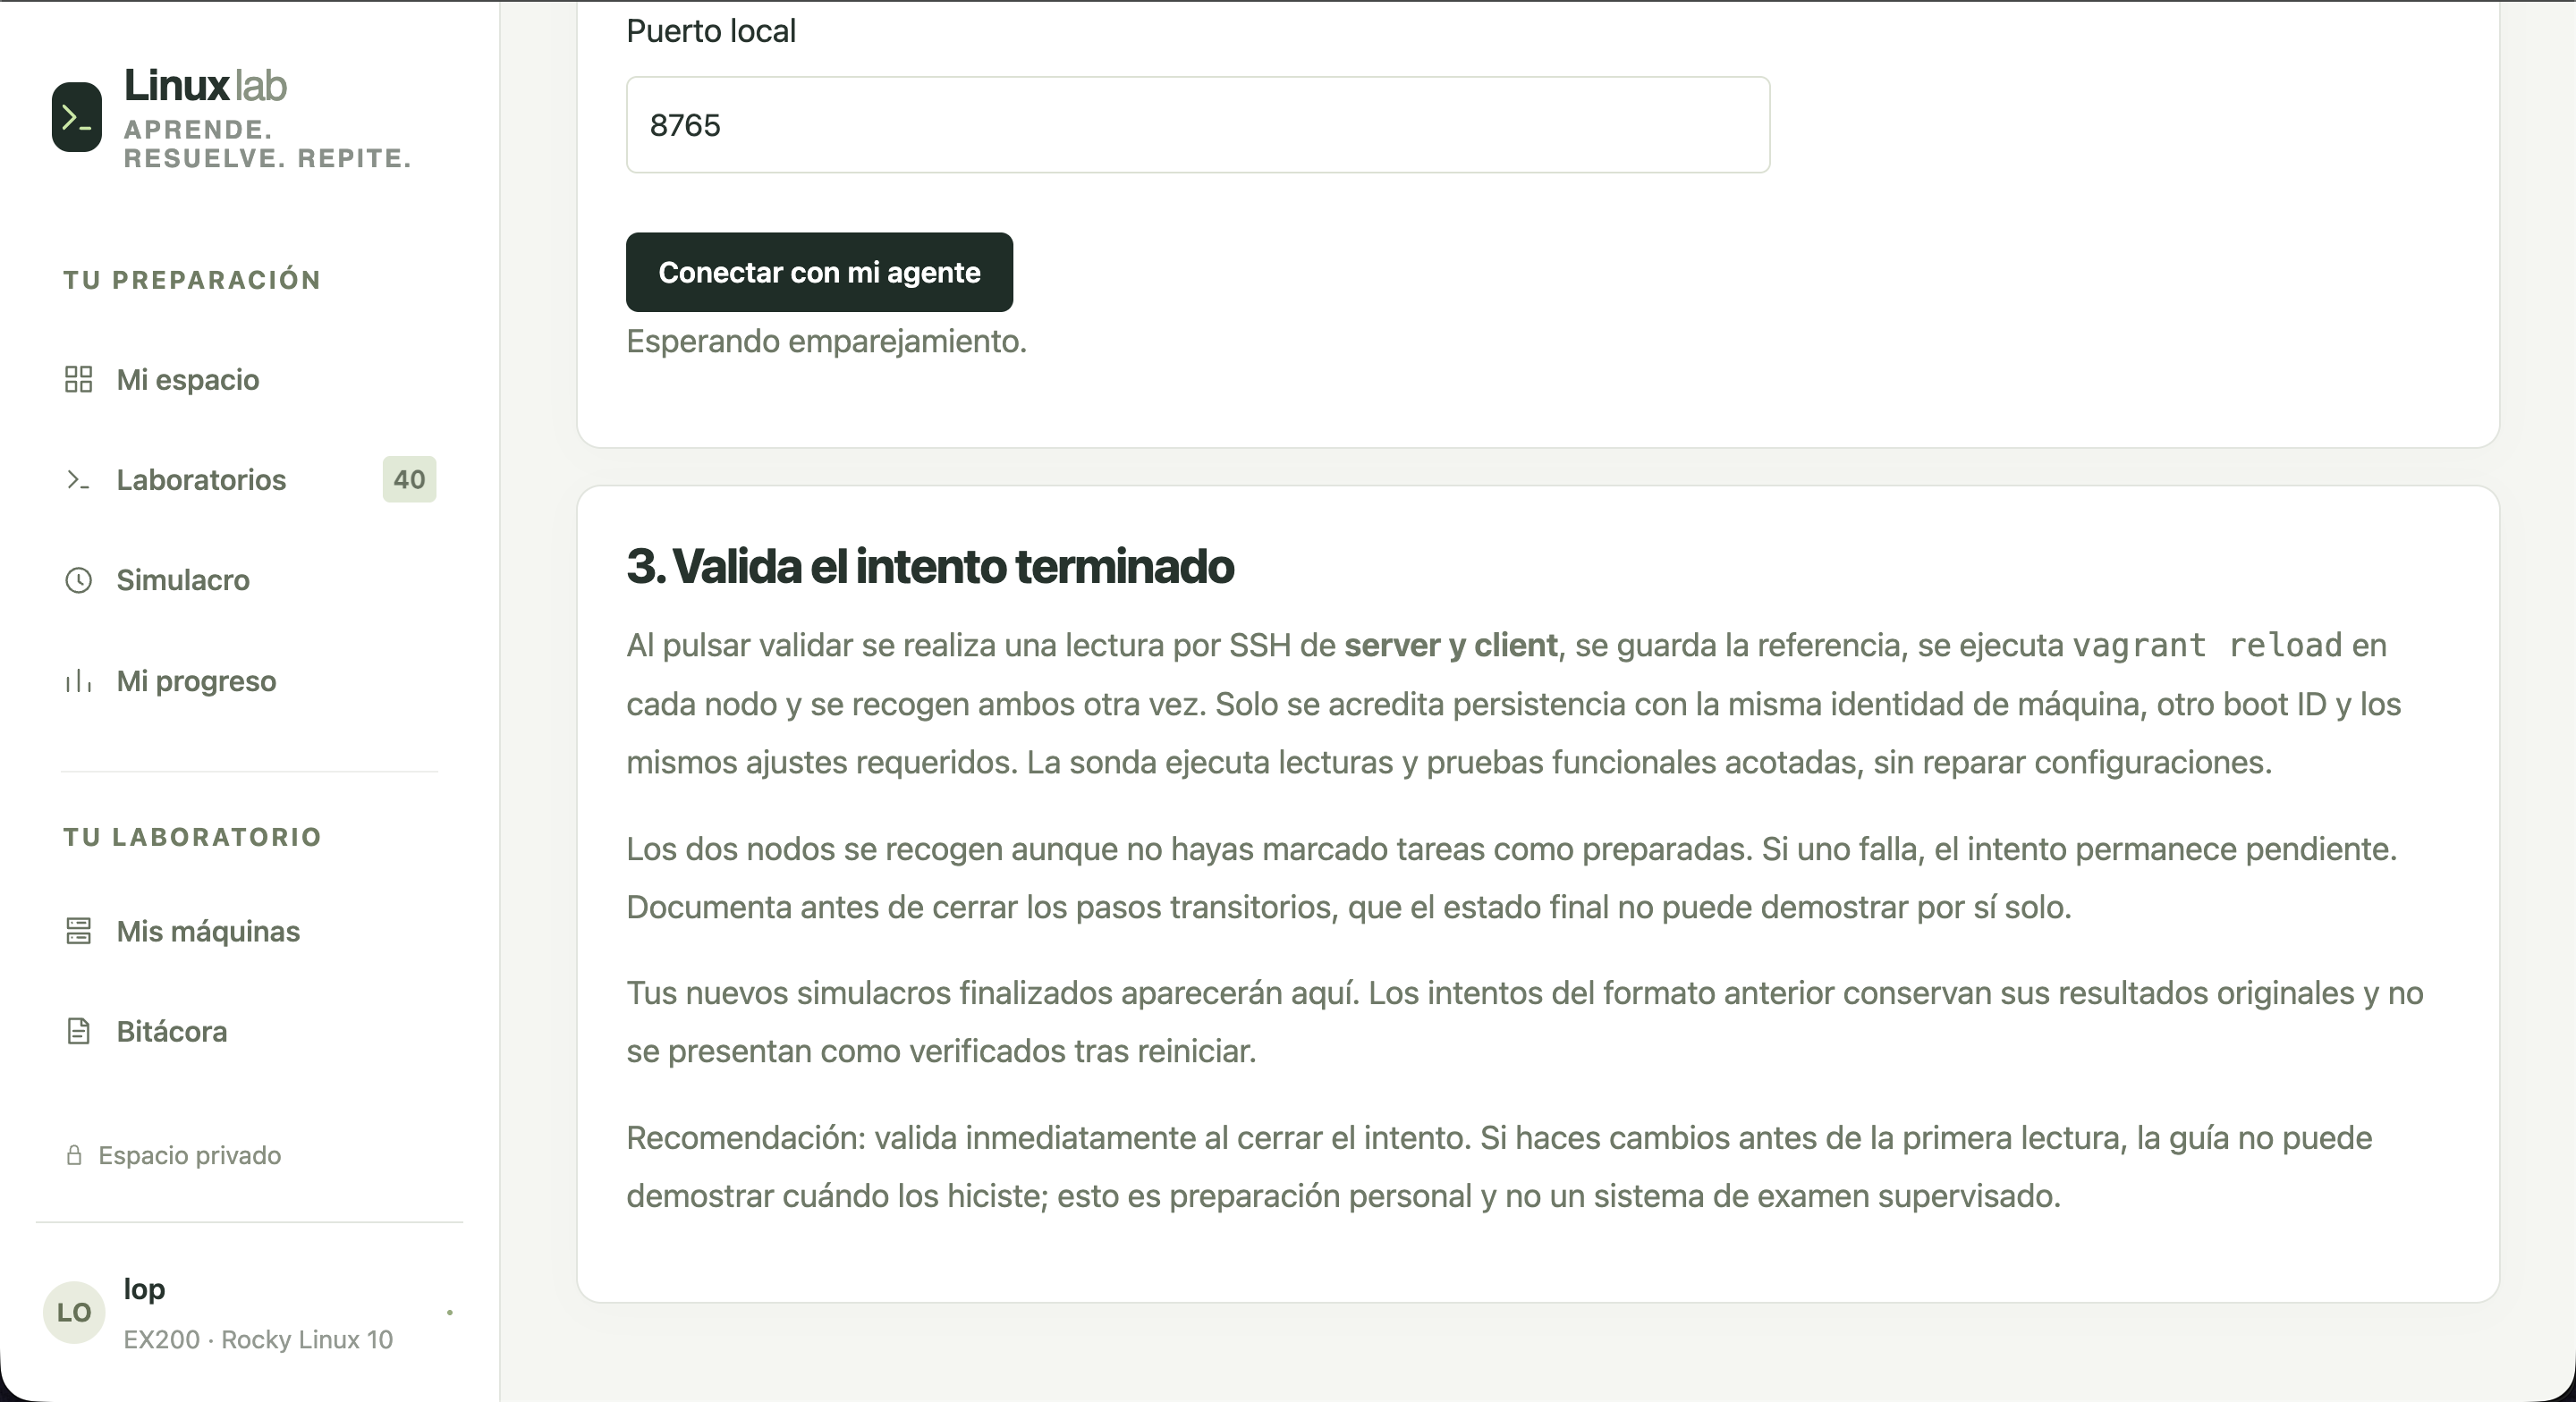 Linux lab
APRENDE.
RESUELVE. REPITE.
TU PREPARACIÓN
Mi espacio
Laboratorios 40
Simulacro
Mi progreso
TU LABORATORIO
Mis máquinas
Bitácora
Espacio privado
LO
lop
EX200 · Rocky Linux 10
Puerto local
8765
Conectar con mi agente
Esperando emparejamiento.
3. Valida el intento terminado
Al pulsar validar se realiza una lectura por SSH de server y client, se guarda la referencia, se ejecuta vagrant reload en
cada nodo y se recogen ambos otra vez. Solo se acredita persistencia con la misma identidad de máquina, otro boot ID y los
mismos ajustes requeridos. La sonda ejecuta lecturas y pruebas funcionales acotadas, sin reparar configuraciones.
Los dos nodos se recogen aunque no hayas marcado tareas como preparadas. Si uno falla, el intento permanece pendiente.
Documenta antes de cerrar los pasos transitorios, que el estado final no puede demostrar por sí solo.
Tus nuevos simulacros finalizados aparecerán aquí. Los intentos del formato anterior conservan sus resultados originales y no
se presentan como verificados tras reiniciar.
Recomendación: valida inmediatamente al cerrar el intento. Si haces cambios antes de la primera lectura, la guía no puede
demostrar cuándo los hiciste; esto es preparación personal y no un sistema de examen supervisado.